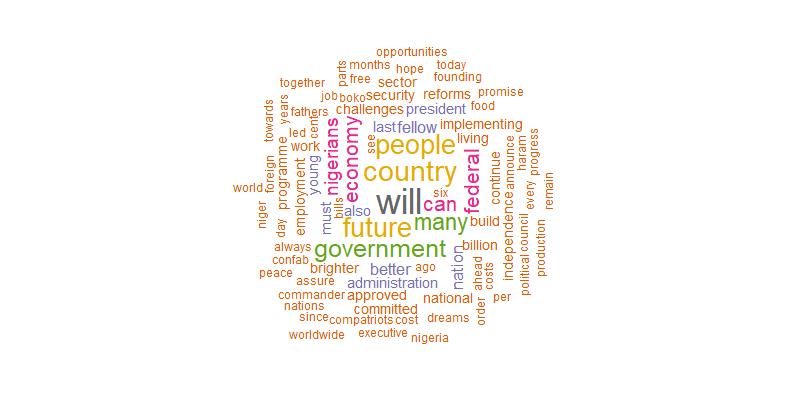 opportunities
together
parts
months
hope
today
free
founding
sector
towards
years
job
boko
security
reforms
promise
fathers
challenges
president
food
led
cent
nigerians
economy
last
fellow
implementing
work
see
people
living
programme
foreign
employment
young
country
federal
continue
haram
announce
progress
world
will
six
can
every
remain
niger
day
must
bills
also
future
many
build
independence
always
government
nation
billion
political
council
production
confab
peace
brighter
better
ago
ahead
costs
assure
administration
commander
approved
national
order
per
nations
since
committed
compatriots
cost
dreams
worldwide
executive
nigeria